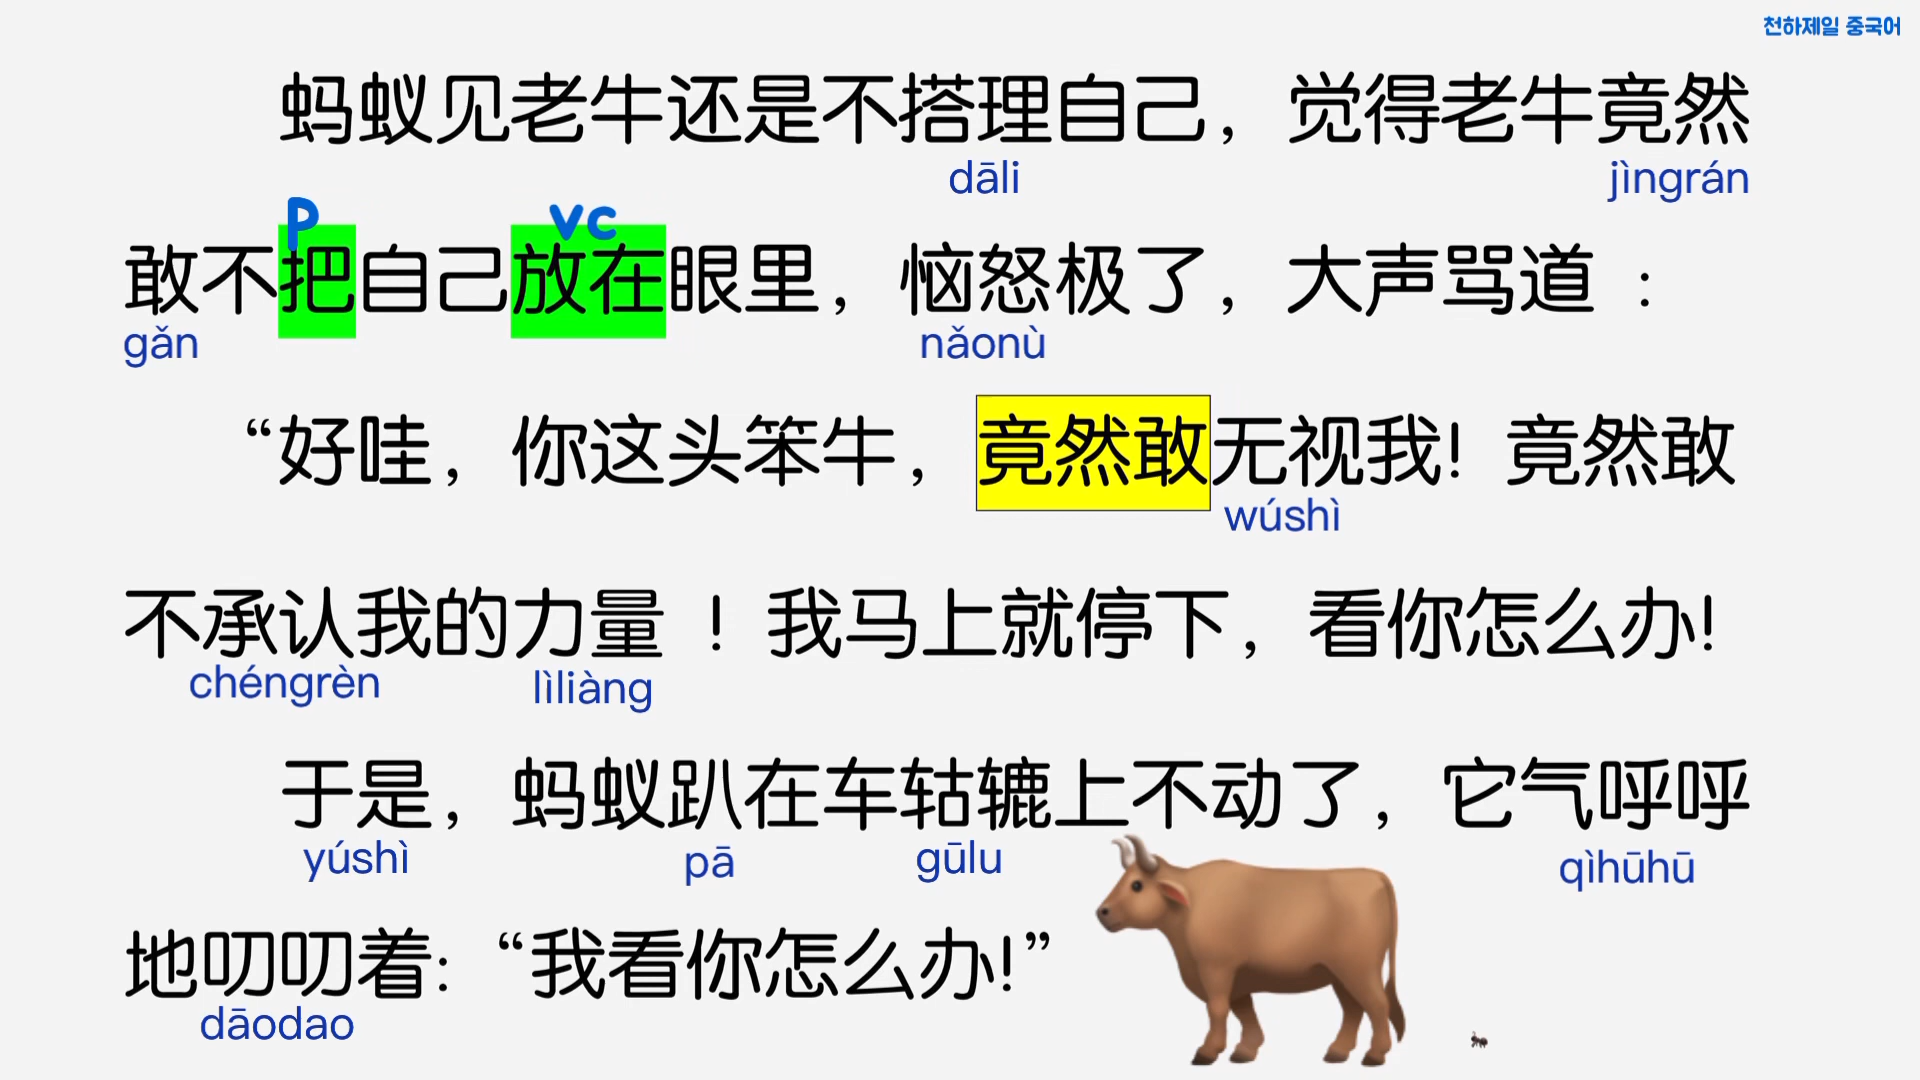 천하제일 중국어
蚂蚁见老牛还是不搭理自己，觉得老牛竟然
dāli jìngrán
P vc
敢不把自己放在眼里，恼怒极了，大声骂道：
gǎn nǎonù
“好哇，你这头笨牛，竟然敢无视我！竟然敢
wúshì
不承认我的力量！我马上就停下，看你怎么办！
chéngrèn lìliàng
于是，蚂蚁趴在车轱辘上不动了，它气呼呼
yúshì pā gūlu qìhūhū
地叨叨着：“我看你怎么办！”
dāodao